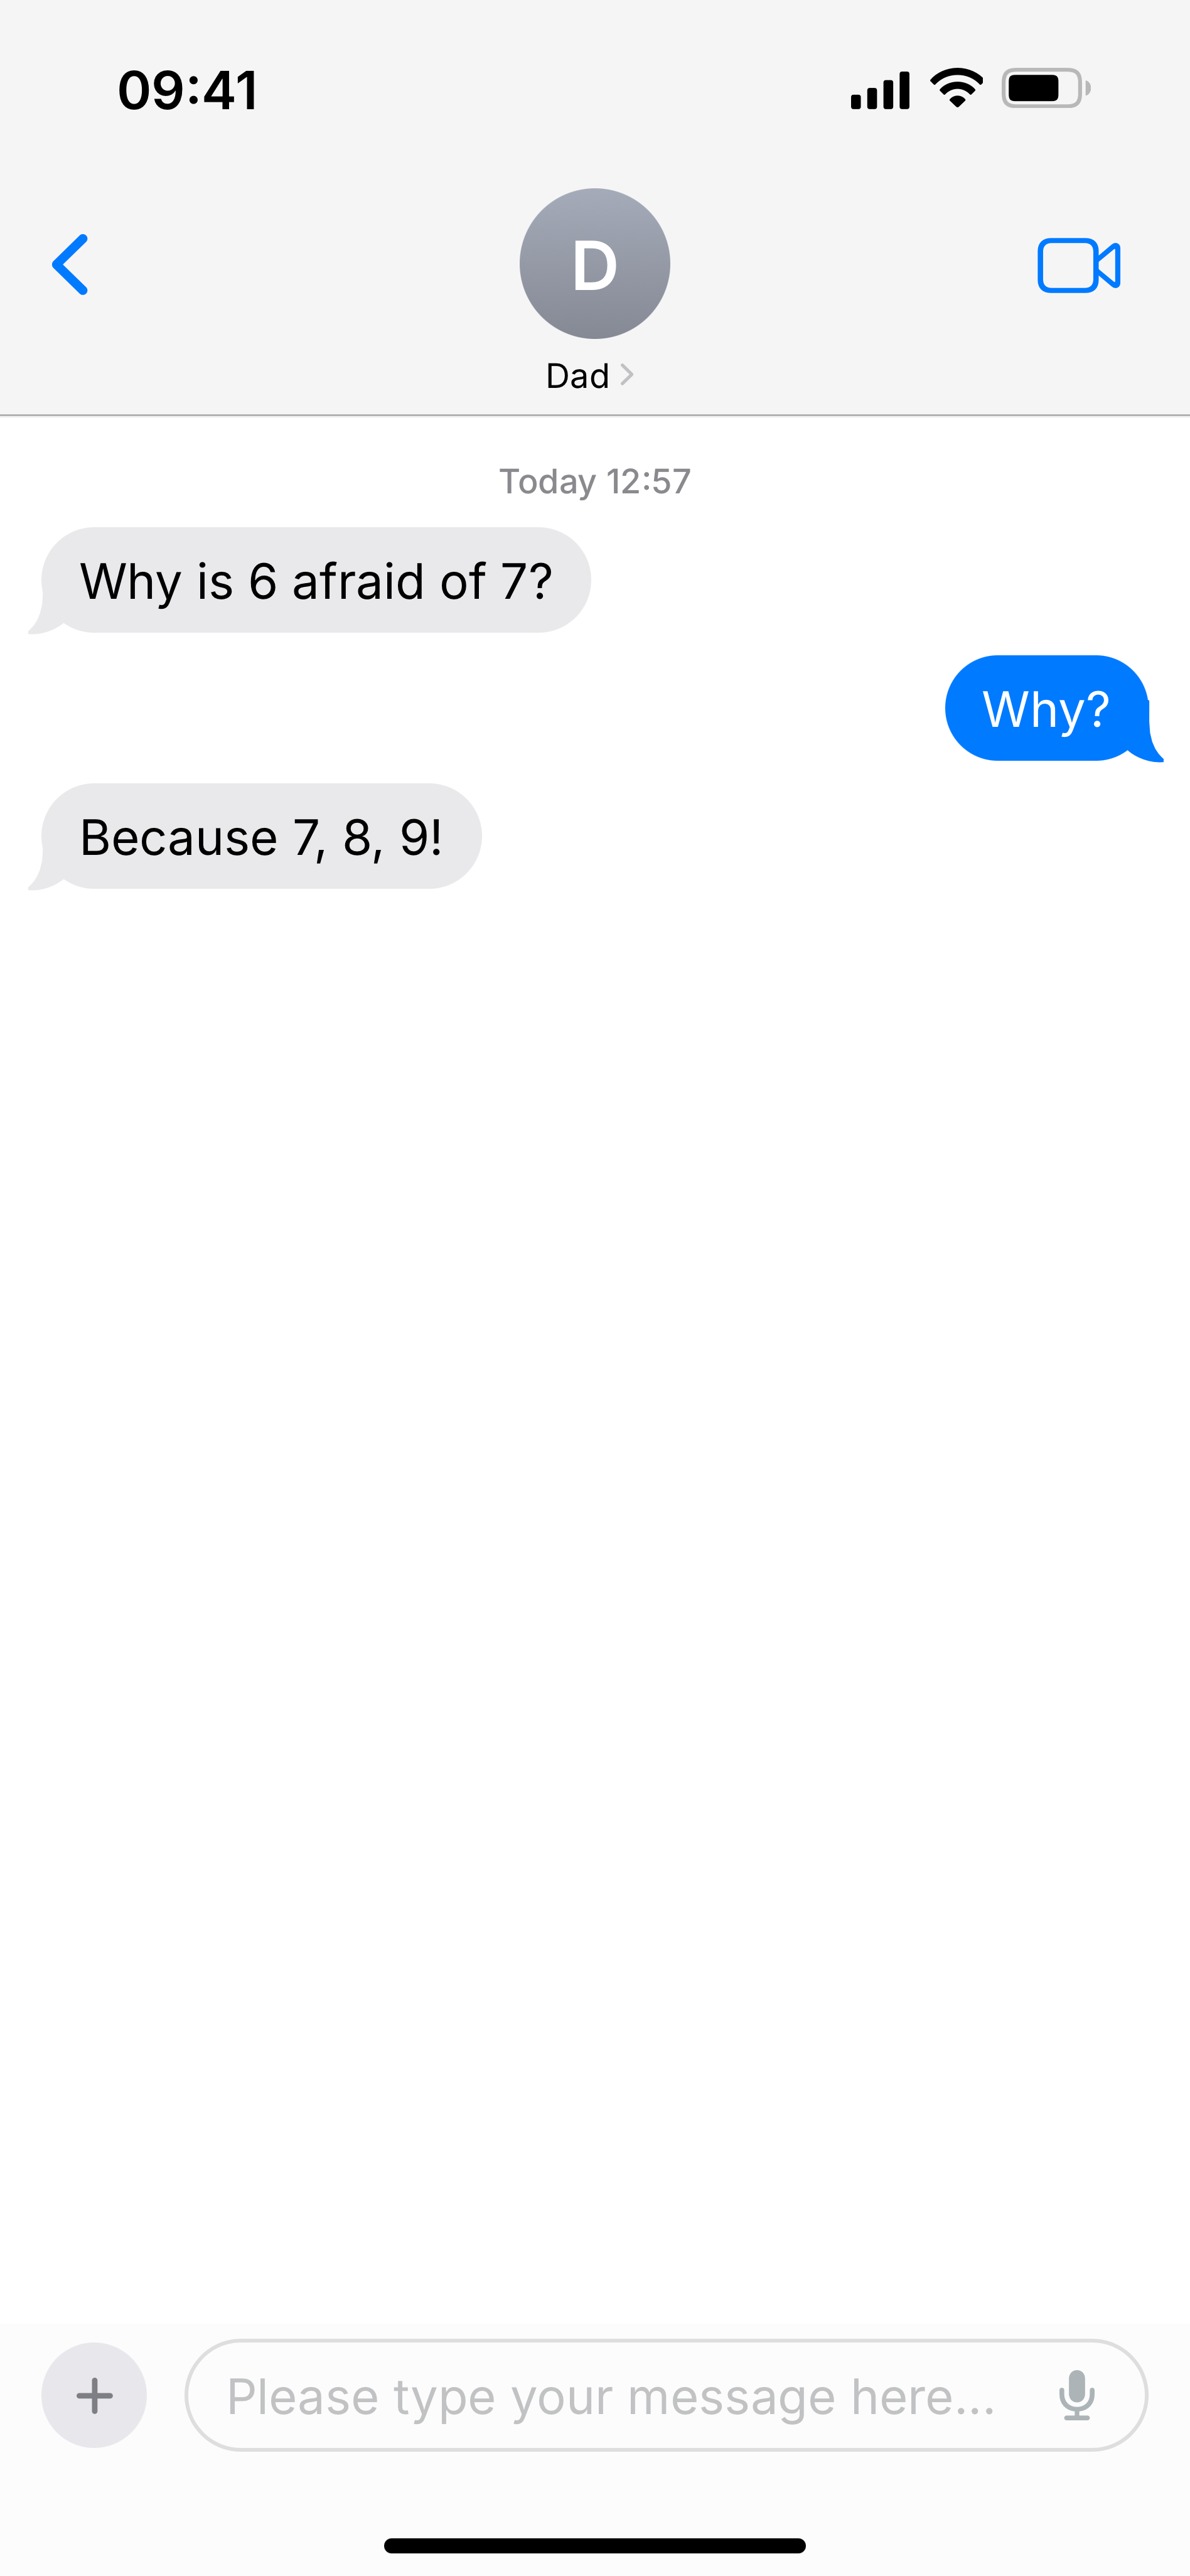 09:41
D
Dad
Today 12:57
Why is 6 afraid of 7?
Why?
Because 7, 8, 9!
Please type your message here...